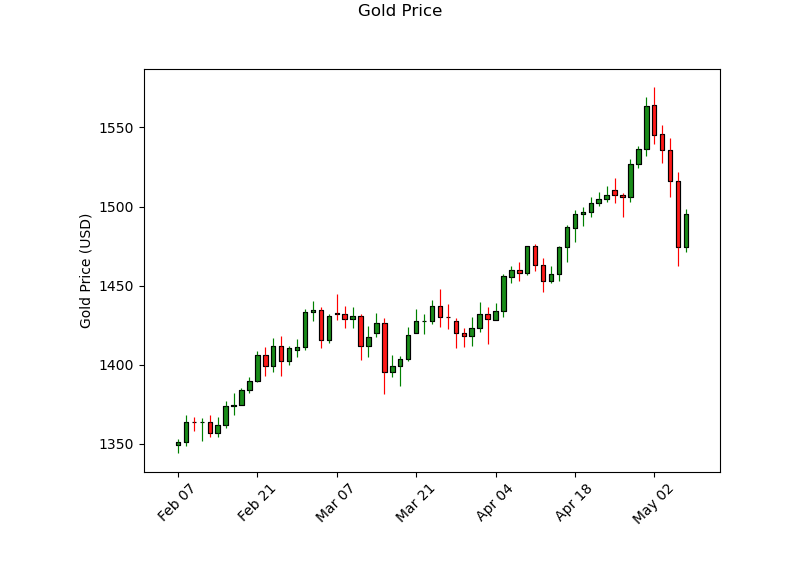 Gold Price
Gold Price (USD)
1550
1500
1450
1400
1350
Feb 07
Feb 21
Mar 07
Mar 21
Apr 04
Apr 18
May 02